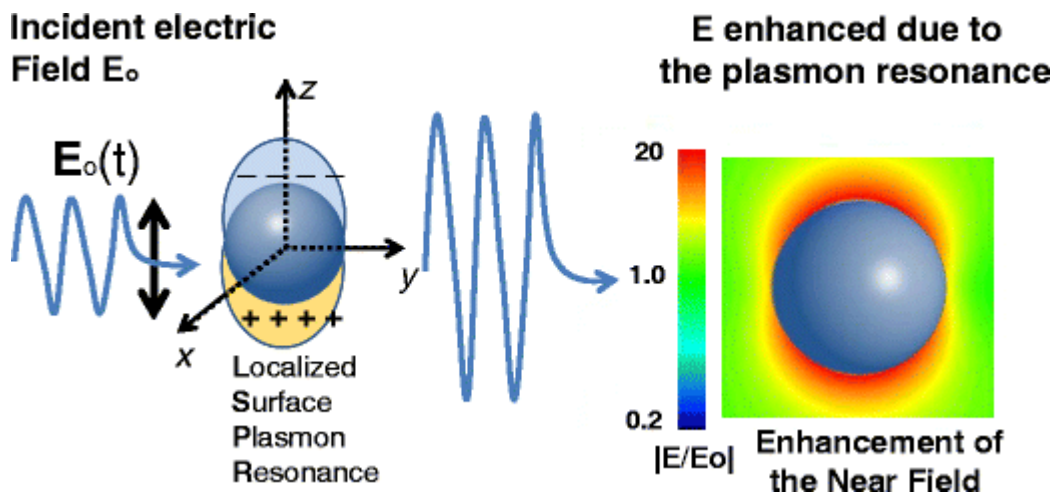 Incident electric
Field Eo
Eo(t)
z
y
x
– – – –
+ + + +
Localized
Surface
Plasmon
Resonance
E enhanced due to
the plasmon resonance
20
1.0
0.2
|E/Eo|
Enhancement of
the Near Field